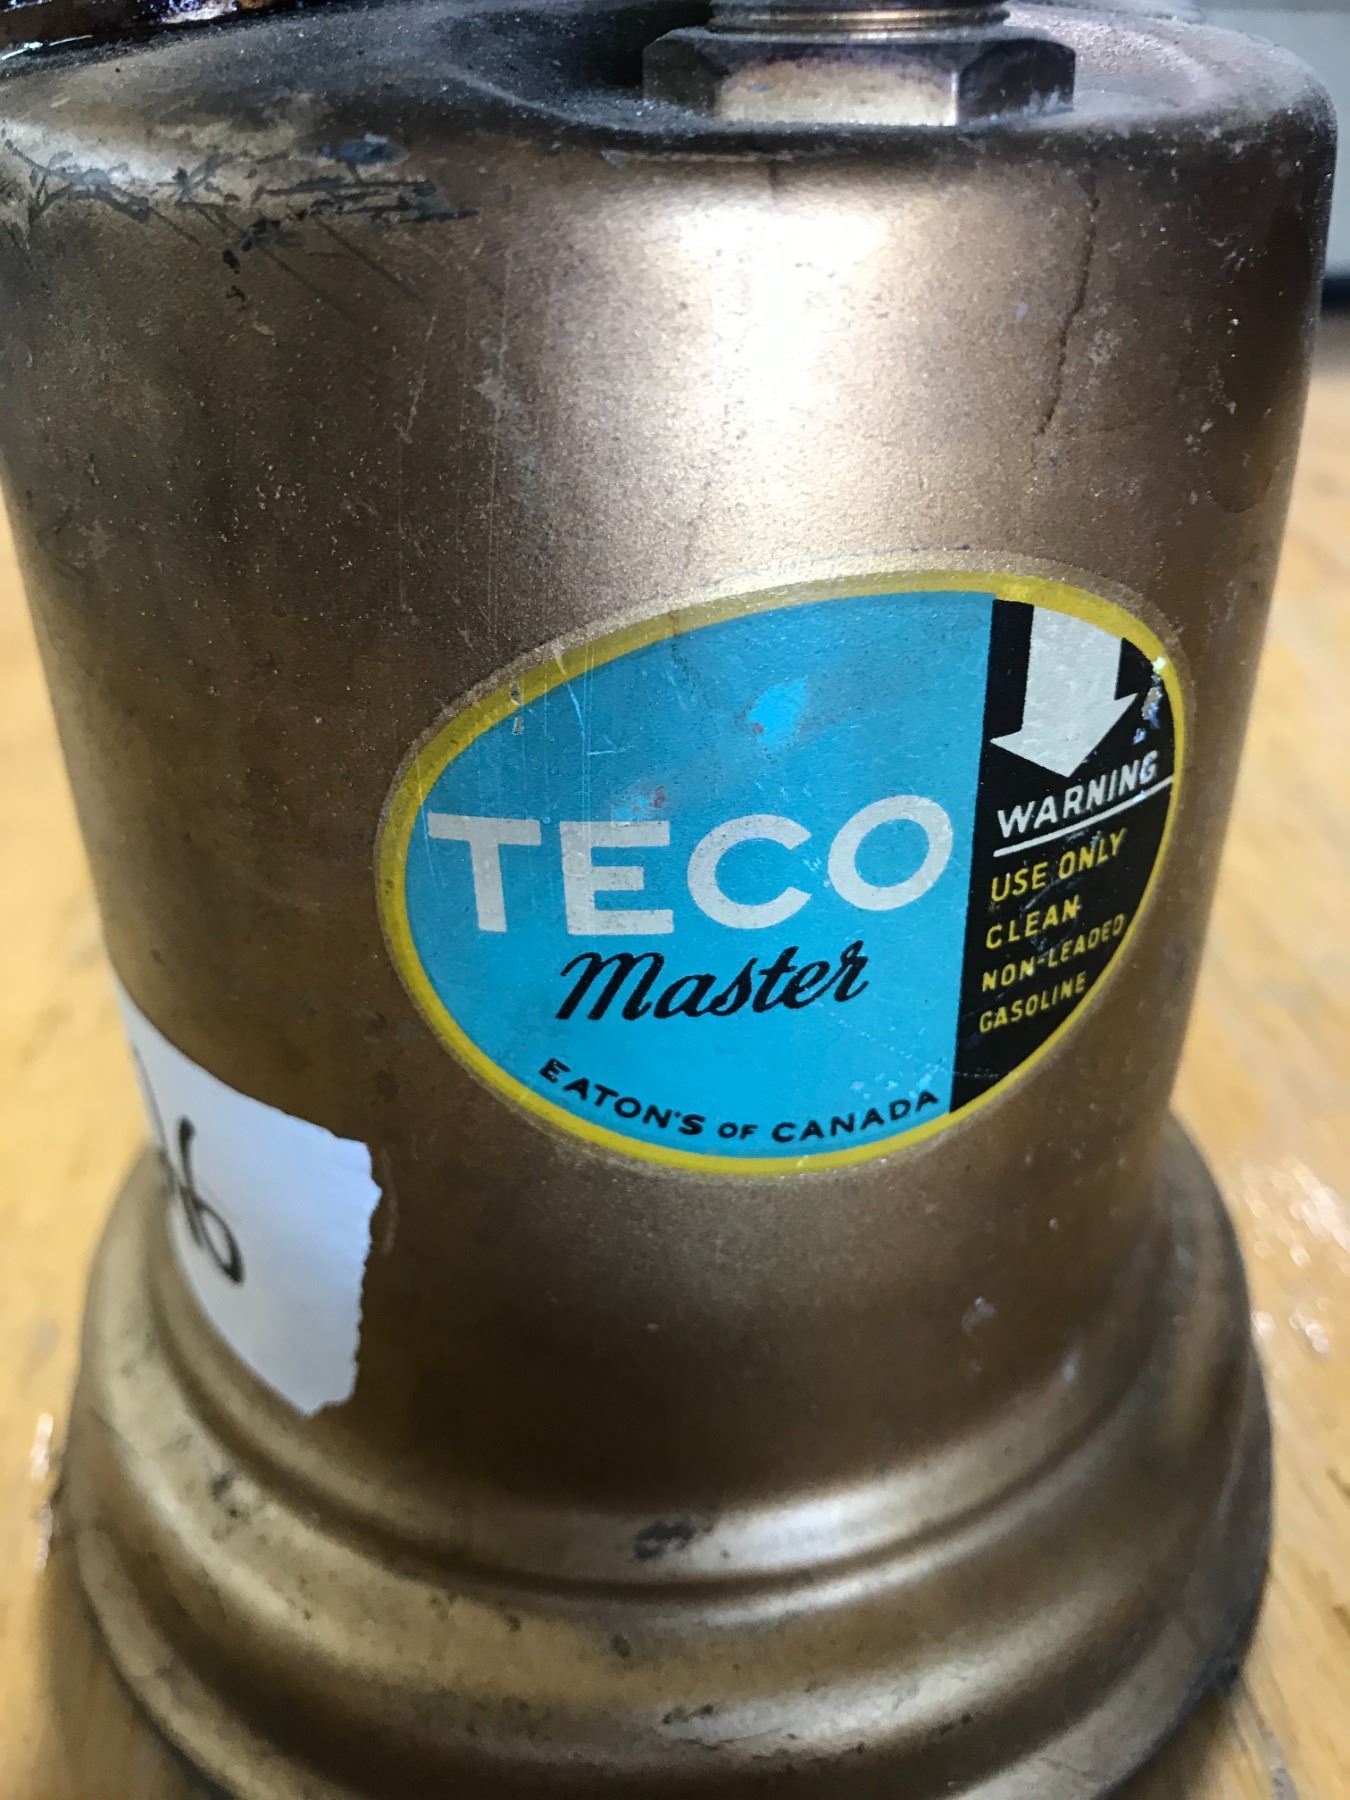 TECO
Master
EATON'S OF CANADA
WARNING
USE ONLY
CLEAN
NON-LEADED
GASOLINE